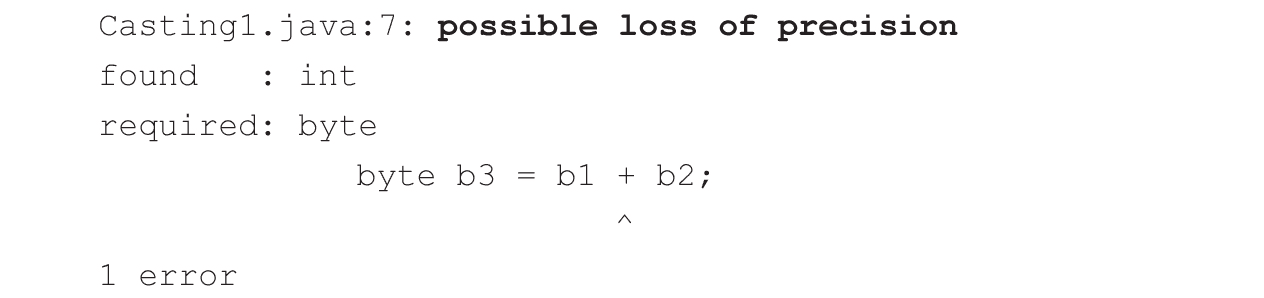 Casting1.java:7: possible loss of precision
found   : int
required: byte
             byte b3 = b1 + b2;
                          ^
1 error